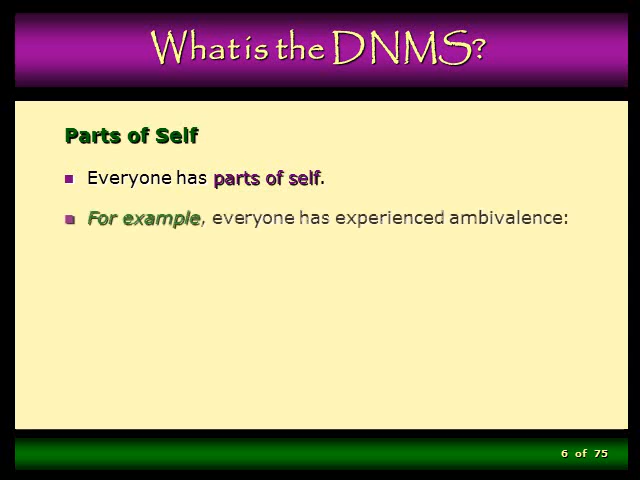 What is the DNMS?
Parts of Self
Everyone has parts of self.
For example, everyone has experienced ambivalence:
6 of 75